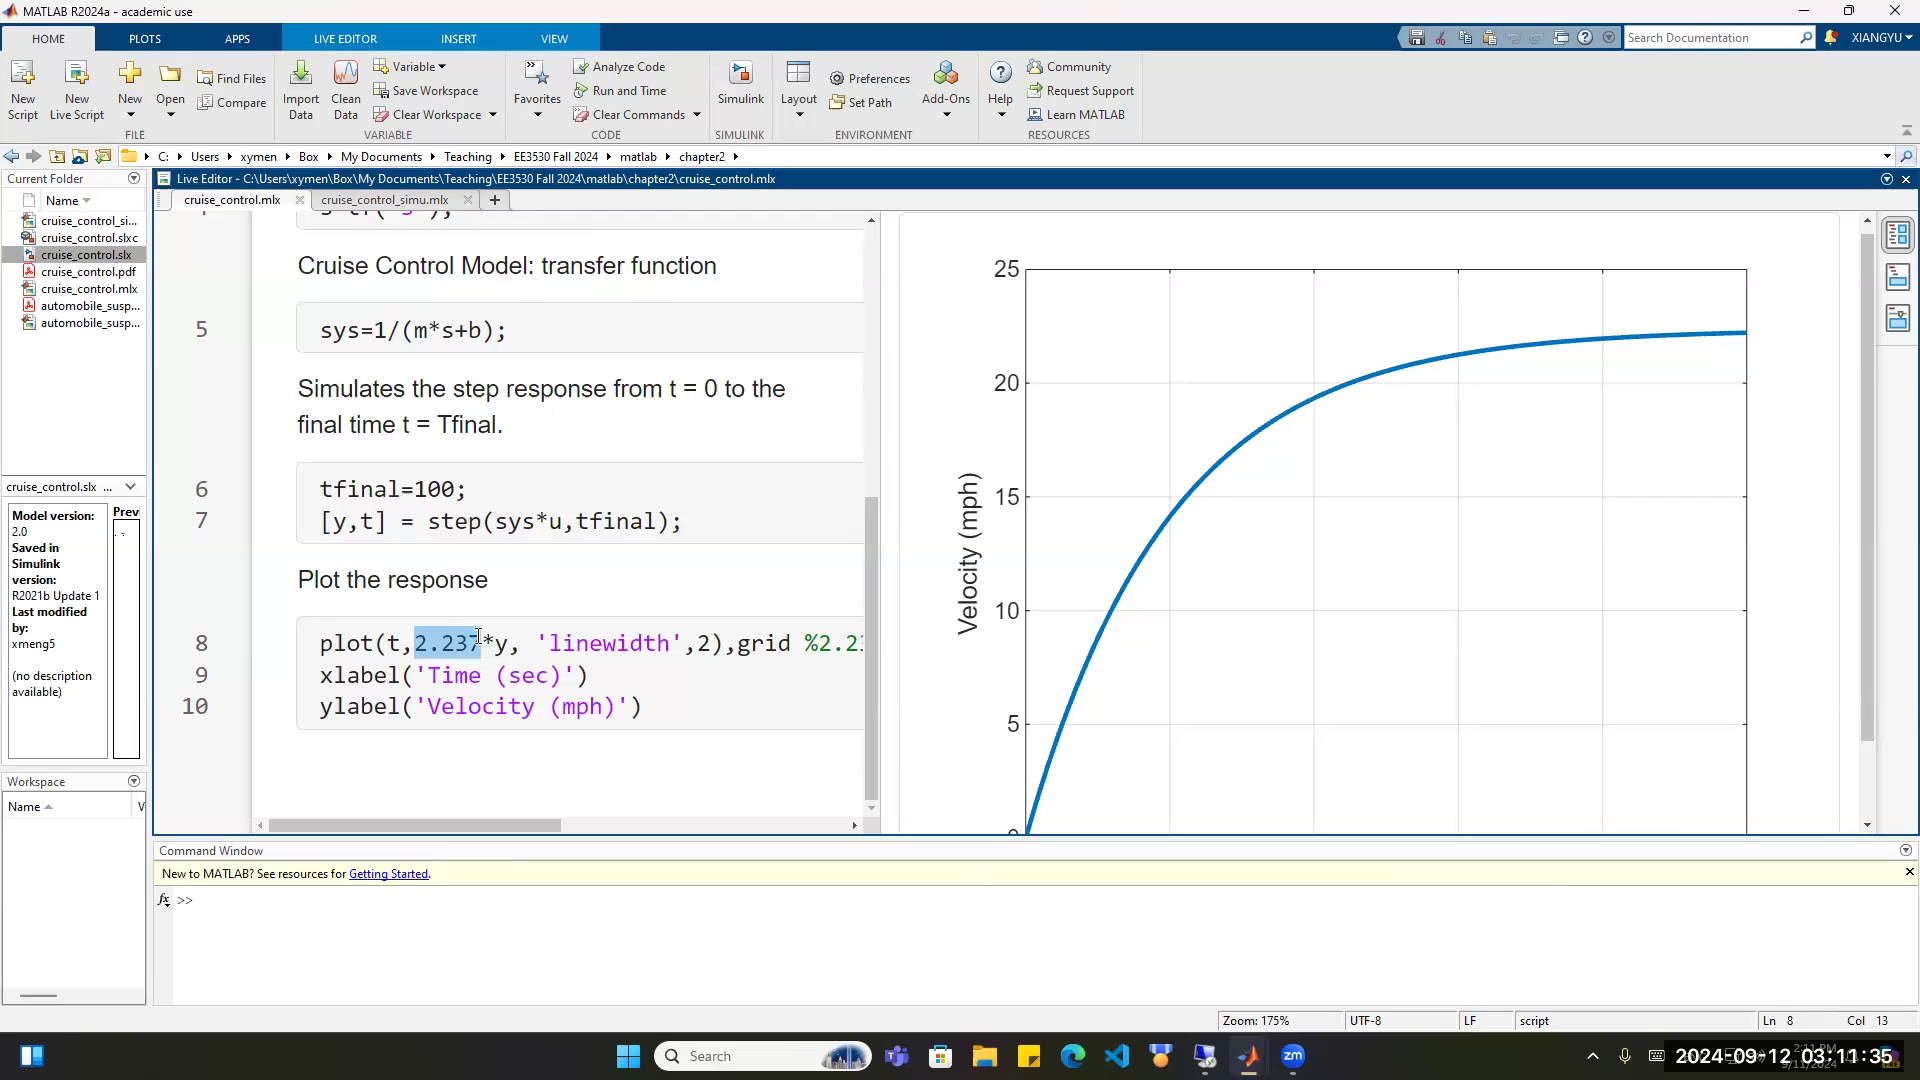 MATLAB R2024a - academic use
HOME PLOTS APPS LIVE EDITOR INSERT VIEW
Search Documentation XIANGYU
New Script
New Live Script
New
Open
Find Files
Compare
FILE
Import Data
Clean Data
Variable
Save Workspace
Clear Workspace
VARIABLE
Favorites
Analyze Code
Run and Time
Clear Commands
CODE
Simulink
SIMULINK
Layout
Preferences
Set Path
Add-Ons
ENVIRONMENT
Help
Community
Request Support
Learn MATLAB
RESOURCES
C: Users xymen Box My Documents Teaching EE3530 Fall 2024 matlab chapter2
Current Folder
Name
cruise_control_si...
cruise_control.slxc
cruise_control.slx
cruise_control.pdf
cruise_control.mlx
automobile_susp...
automobile_susp...
cruise_control.slx ...
Model version:
2.0
Saved in
Simulink
version:
R2021b Update 1
Last modified
by:
xmeng5
(no description
available)
Previ
Workspace
Name V
Live Editor - C:\Users\xymen\Box\My Documents\Teaching\EE3530 Fall 2024\matlab\chapter2\cruise_control.mlx
cruise_control.mlx cruise_control_simu.mlx
Cruise Control Model: transfer function
5 sys=1/(m*s+b);
Simulates the step response from t = 0 to the
final time t = Tfinal.
6 tfinal=100;
7 [y,t] = step(sys*u,tfinal);
Plot the response
8 plot(t,2.237*y, 'linewidth',2),grid %2.23
9 xlabel('Time (sec)')
10 ylabel('Velocity (mph)')
25
20
15
10
5
0
Velocity (mph)
Command Window
New to MATLAB? See resources for Getting Started.
fx >>
Zoom: 175% UTF-8 LF script Ln 8 Col 13
Search
zm
2024-09-12 03:11:35